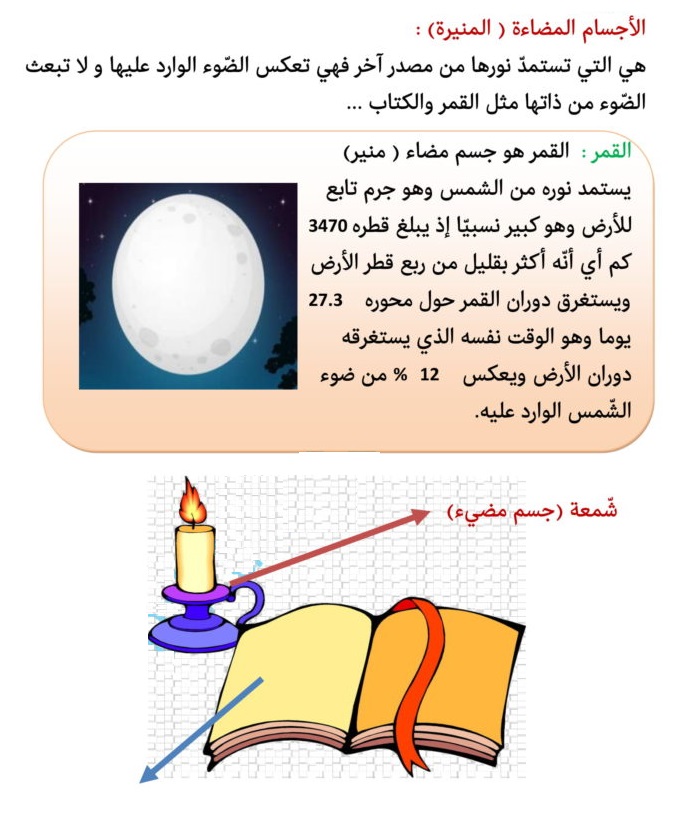 الأجسام المضاءة ( المنيرة) :
هي التي تستمدّ نورها من مصدر آخر فهي تعكس الضّوء الوارد عليها و لا تبعث
الضّوء من ذاتها مثل القمر والكتاب ...
القمر : القمر هو جسم مضاء ( منير)
يستمد نوره من الشمس وهو جرم تابع
للأرض وهو كبير نسبيّا إذ يبلغ قطره 3470
كم أي أنّه أكثر بقليل من ربع قطر الأرض
ويستغرق دوران القمر حول محوره 27.3
يوما وهو الوقت نفسه الذي يستغرقه
دوران الأرض ويعكس 12 % من ضوء
الشّمس الوارد عليه.
شّمعة (جسم مضيء)